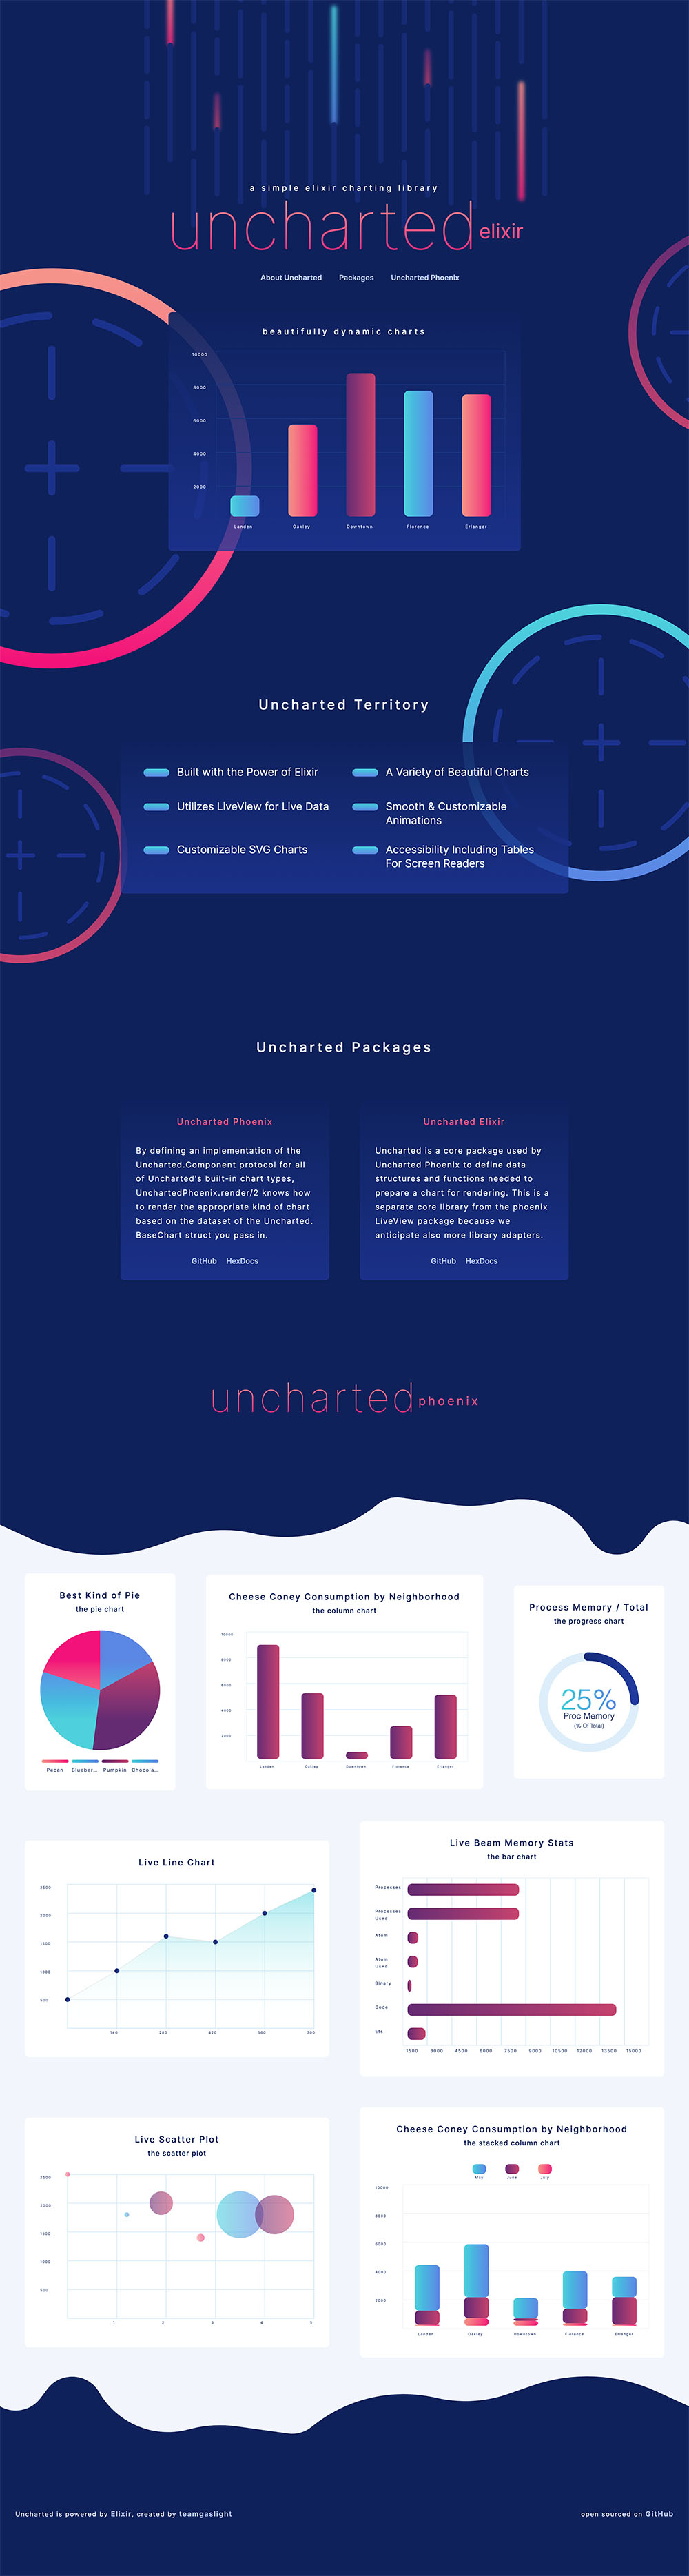 a simple elixir charting library
uncharted elixir
About Uncharted Packages Uncharted Phoenix
beautifully dynamic charts
10000
8000
6000
4000
2000
Landen Oakley Downtown Florence Erlanger
Uncharted Territory
Built with the Power of Elixir
A Variety of Beautiful Charts
Utilizes LiveView for Live Data
Smooth & Customizable
Animations
Customizable SVG Charts
Accessibility Including Tables
For Screen Readers
Uncharted Packages
Uncharted Phoenix
By defining an implementation of the
Uncharted.Component protocol for all
of Uncharted's built-in chart types,
UnchartedPhoenix.render/2 knows how
to render the appropriate kind of chart
based on the dataset of the Uncharted.
BaseChart struct you pass in.
GitHub HexDocs
Uncharted Elixir
Uncharted is a core package used by
Uncharted Phoenix to define data
structures and functions needed to
prepare a chart for rendering. This is a
separate core library from the phoenix
LiveView package because we
anticipate also more library adapters.
GitHub HexDocs
uncharted phoenix
Best Kind of Pie
the pie chart
Pecan Blueber... Pumpkin Chocola...
Cheese Coney Consumption by Neighborhood
the column chart
10000
8000
6000
4000
2000
Landen Oakley Downtown Florence Erlanger
Process Memory / Total
the progress chart
25%
Proc Memory
(% Of Total)
Live Line Chart
2500
2000
1500
1000
500
140 280 420 560 700
Live Beam Memory Stats
the bar chart
Processes
Processes
Used
Atom
Atom
Used
Binary
Code
Ets
1500 3000 4500 6000 7500 9000 10500 12000 13500 15000
Live Scatter Plot
the scatter plot
2500
2000
1500
1000
500
1 2 3 4 5
Cheese Coney Consumption by Neighborhood
the stacked column chart
May June July
10000
8000
6000
4000
2000
Landen Oakley Downtown Florence Erlanger
Uncharted is powered by Elixir, created by teamgaslight
open sourced on GitHub